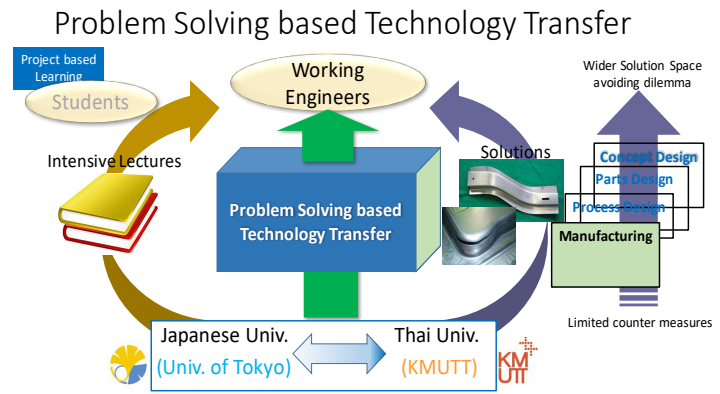 Problem Solving based Technology Transfer
Project based
Learning
Students
Working
Engineers
Wider Solution Space
avoiding dilemma
Intensive Lectures
Solutions
Concept Design
Parts Design
Process Design
Manufacturing
Problem Solving based
Technology Transfer
Limited counter measures
Japanese Univ.
(Univ. of Tokyo)
Thai Univ.
(KMUTT)
KM
UTT